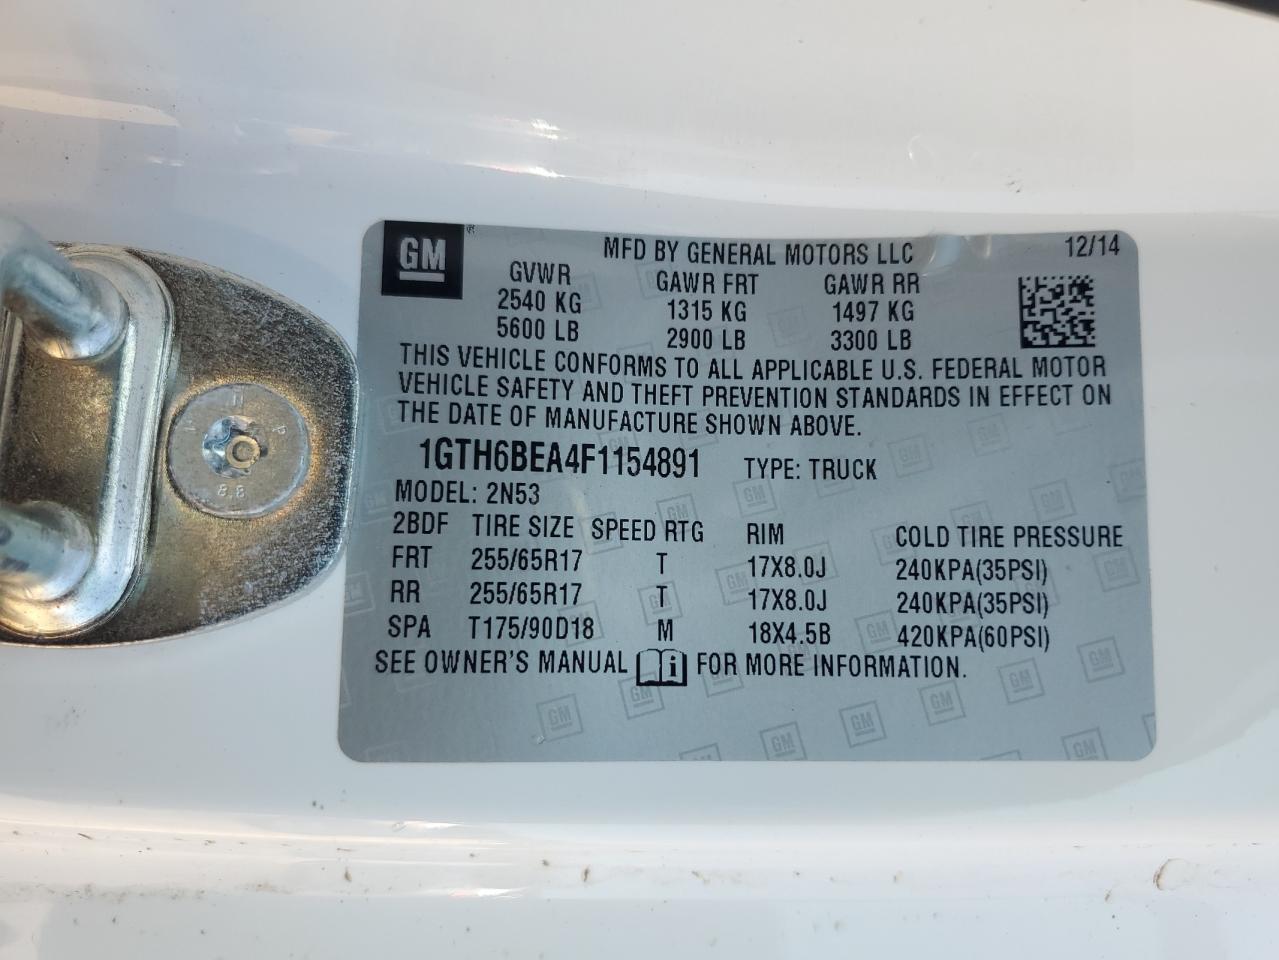 GM ® MFD BY GENERAL MOTORS LLC 12/14
GVWR GAWR FRT GAWR RR
2540 KG 1315 KG 1497 KG
5600 LB 2900 LB 3300 LB
THIS VEHICLE CONFORMS TO ALL APPLICABLE U.S. FEDERAL MOTOR
VEHICLE SAFETY AND THEFT PREVENTION STANDARDS IN EFFECT ON
THE DATE OF MANUFACTURE SHOWN ABOVE.
1GTH6BEA4F1154891 TYPE: TRUCK
MODEL: 2N53
2BDF TIRE SIZE SPEED RTG RIM COLD TIRE PRESSURE
FRT 255/65R17 T 17X8.0J 240KPA(35PSI)
RR 255/65R17 T 17X8.0J 240KPA(35PSI)
SPA T175/90D18 M 18X4.5B 420KPA(60PSI)
SEE OWNER'S MANUAL i FOR MORE INFORMATION.
8.8